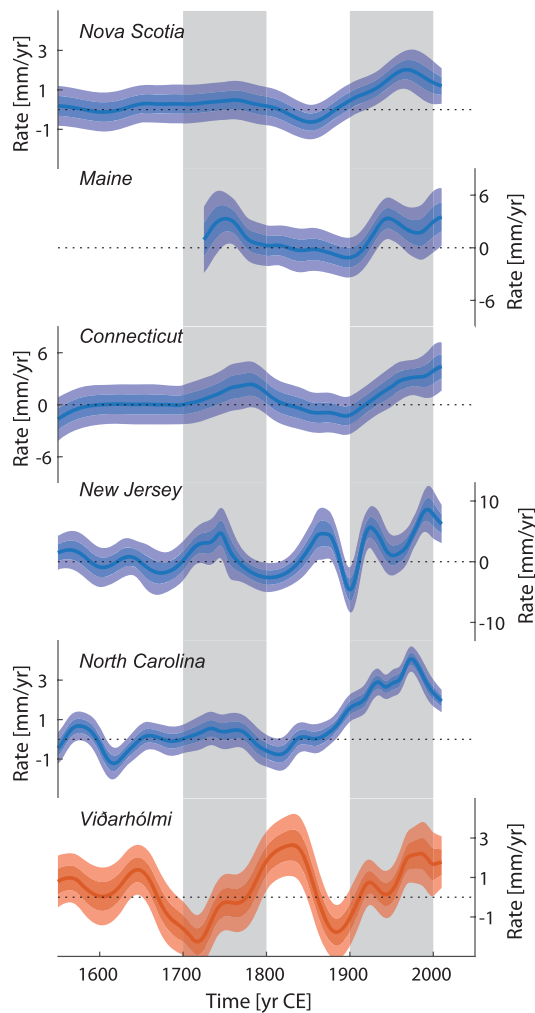 Nova Scotia
3
1
-1
Rate [mm/yr]
Maine
6
0
-6
Rate [mm/yr]
Connecticut
6
0
-6
Rate [mm/yr]
New Jersey
10
0
-10
Rate [mm/yr]
North Carolina
3
1
-1
Rate [mm/yr]
Viðarhólmi
3
1
-1
Rate [mm/yr]
1600 1700 1800 1900 2000
Time [yr CE]